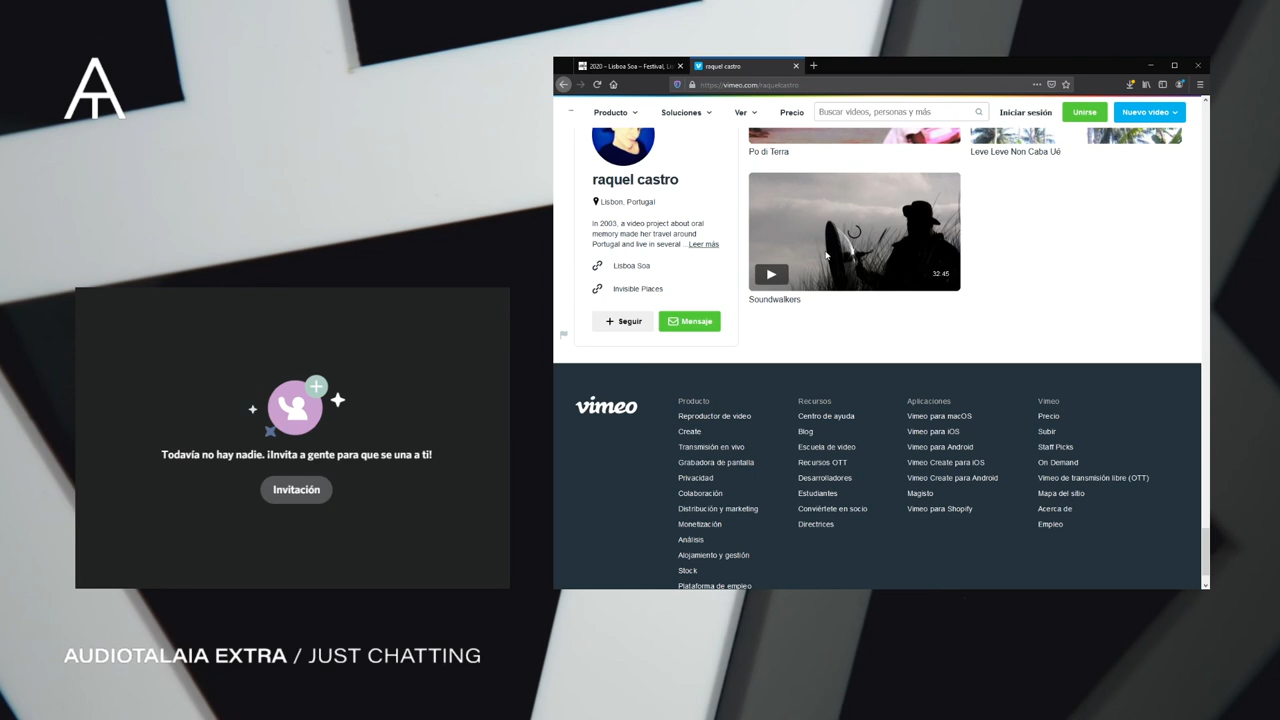 AT
2020 – Lisboa Soa – Festival, Lis
raquel castro
https://vimeo.com/raquelcastro
Producto
Soluciones
Ver
Precio
Buscar videos, personas y más
Iniciar sesión
Unirse
Nuevo video
Po di Terra
Leve Leve Non Caba Ué
raquel castro
Lisbon, Portugal
In 2003, a video project about oral
memory made her travel around
Portugal and live in several ...Leer más
Lisboa Soa
Invisible Places
Seguir
Mensaje
32:45
Soundwalkers
Todavía no hay nadie. ¡Invita a gente para que se una a ti!
Invitación
vimeo
Producto
Reproductor de video
Create
Transmisión en vivo
Grabadora de pantalla
Privacidad
Colaboración
Distribución y marketing
Monetización
Análisis
Alojamiento y gestión
Stock
Plataforma de empleo
Recursos
Centro de ayuda
Blog
Escuela de video
Recursos OTT
Desarrolladores
Estudiantes
Conviértete en socio
Directrices
Aplicaciones
Vimeo para macOS
Vimeo para iOS
Vimeo para Android
Vimeo Create para iOS
Vimeo Create para Android
Magisto
Vimeo para Shopify
Vimeo
Precio
Subir
Staff Picks
On Demand
Vimeo de transmisión libre (OTT)
Mapa del sitio
Acerca de
Empleo
AUDIOTALAIA EXTRA / JUST CHATTING